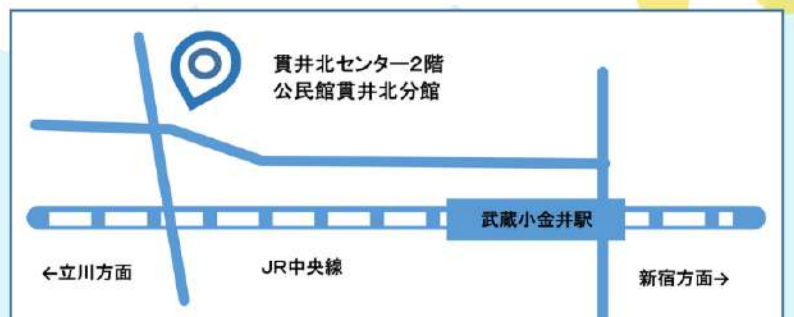 貫井北センター2階
公民館貫井北分館
武蔵小金井駅
←立川方面
JR中央線
新宿方面→